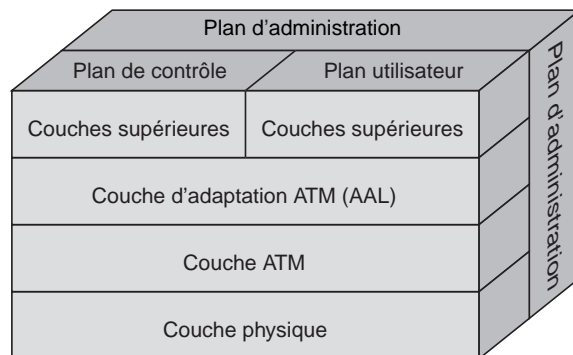 Plan d'administration
Plan de contrôle
Plan utilisateur
Couches supérieures
Couches supérieures
Couche d'adaptation ATM (AAL)
Couche ATM
Couche physique
Plan d'administration